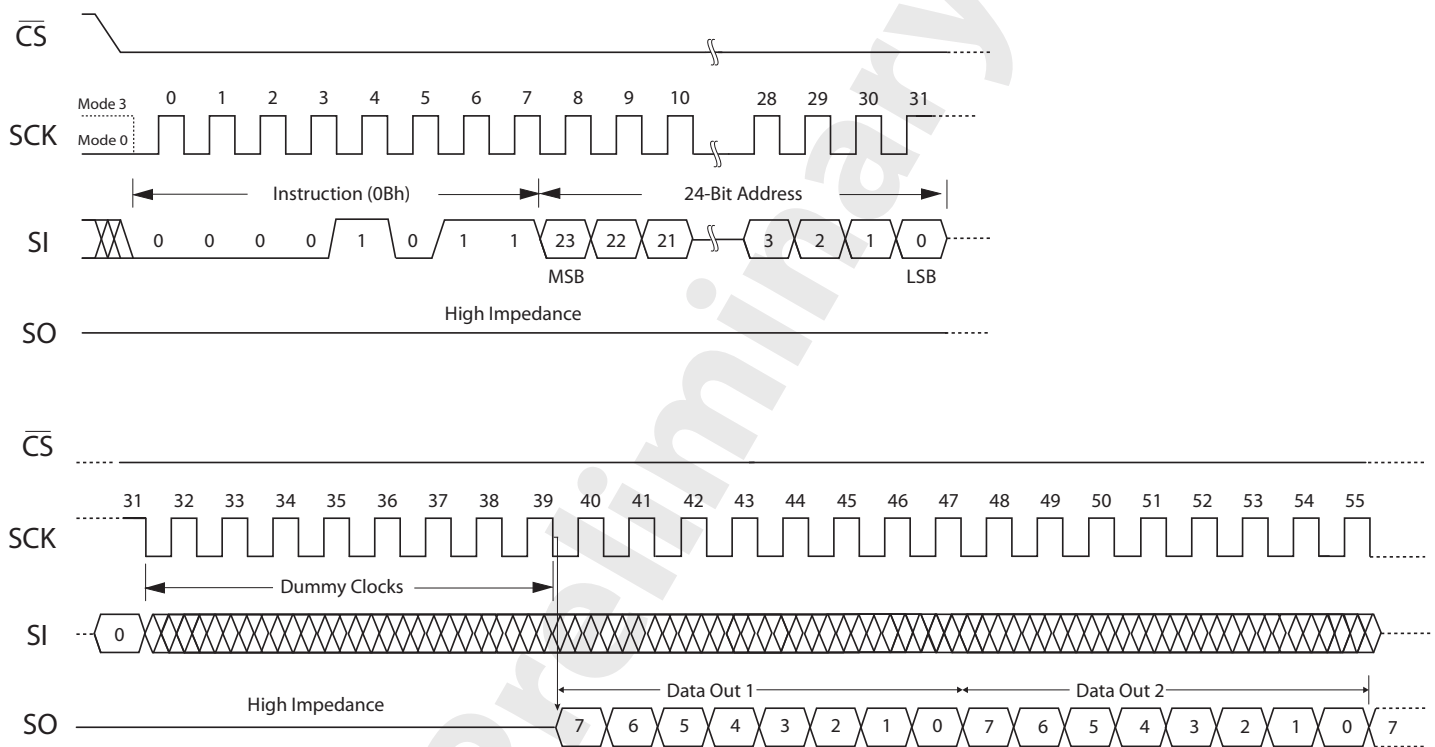 CS
Mode 3
0 1 2 3 4 5 6 7 8 9 10 28 29 30 31
SCK
Mode 0
Instruction (0Bh) 24-Bit Address
SI 0 0 0 0 1 0 1 1 23 22 21 3 2 1 0
MSB LSB
High Impedance
SO
CS
31 32 33 34 35 36 37 38 39 40 41 42 43 44 45 46 47 48 49 50 51 52 53 54 55
SCK
Dummy Clocks
SI 0
Data Out 1 Data Out 2
High Impedance
SO 7 6 5 4 3 2 1 0 7 6 5 4 3 2 1 0 7
Preliminary